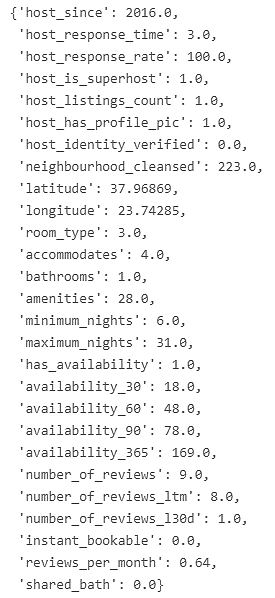 {'host_since': 2016.0,
'host_response_time': 3.0,
'host_response_rate': 100.0,
'host_is_superhost': 1.0,
'host_listings_count': 1.0,
'host_has_profile_pic': 1.0,
'host_identity_verified': 0.0,
'neighbourhood_cleansed': 223.0,
'latitude': 37.96869,
'longitude': 23.74285,
'room_type': 3.0,
'accommodates': 4.0,
'bathrooms': 1.0,
'amenities': 28.0,
'minimum_nights': 6.0,
'maximum_nights': 31.0,
'has_availability': 1.0,
'availability_30': 18.0,
'availability_60': 48.0,
'availability_90': 78.0,
'availability_365': 169.0,
'number_of_reviews': 9.0,
'number_of_reviews_ltm': 8.0,
'number_of_reviews_l30d': 1.0,
'instant_bookable': 0.0,
'reviews_per_month': 0.64,
'shared_bath': 0.0}